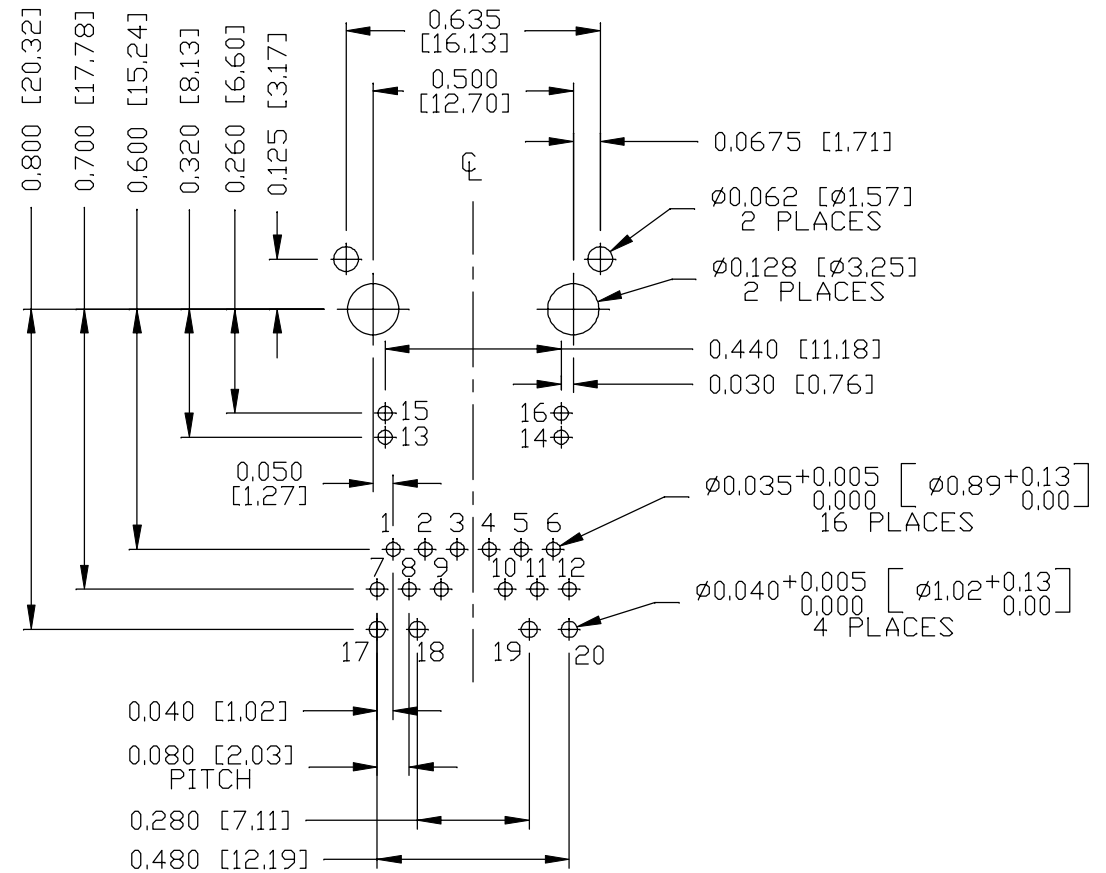 0.800 [20.32]
0.700 [17.78]
0.600 [15.24]
0.320 [8.13]
0.260 [6.60]
0.125 [3.17]
0.635
[16.13]
0.500
[12.70]
℄
0.0675 [1.71]
Ø0.062 [Ø1.57]
2 PLACES
Ø0.128 [Ø3.25]
2 PLACES
0.440 [11.18]
0.030 [0.76]
15
16
13
14
0.050
[1.27]
Ø0.035 +0.005 0.000 [Ø0.89 +0.13 0.00]
16 PLACES
1 2 3 4 5 6
7 8 9 10 11 12
Ø0.040 +0.005 0.000 [Ø1.02 +0.13 0.00]
4 PLACES
17 18 19 20
0.040 [1.02]
0.080 [2.03]
PITCH
0.280 [7.11]
0.480 [12.19]